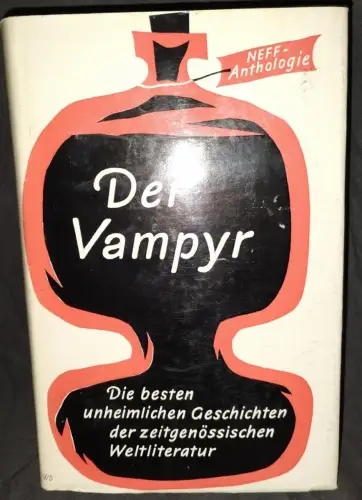 NEFF-
Anthologie
Der
Vampyr
Die besten
unheimlichen Geschichten
der zeitgenössischen
Weltliteratur